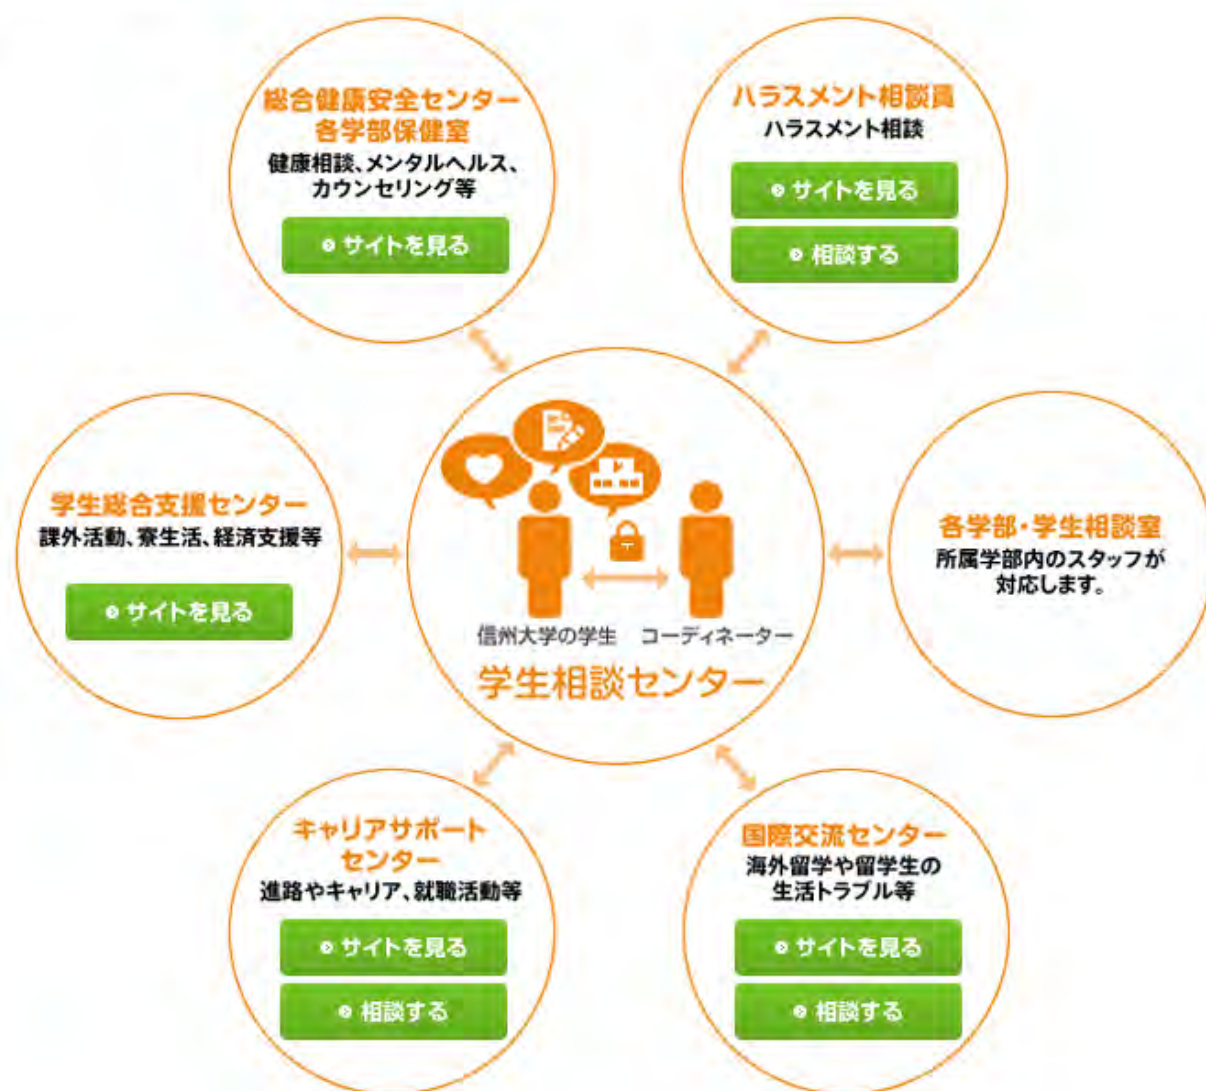 総合健康安全センター
各学部保健室
健康相談、メンタルヘルス、
カウンセリング等
サイトを見る
ハラスメント相談員
ハラスメント相談
サイトを見る
相談する
学生総合支援センター
課外活動、寮生活、経済支援等
サイトを見る
信州大学の学生
コーディネーター
学生相談センター
各学部・学生相談室
所属学部内のスタッフが
対応します。
キャリアサポート
センター
進路やキャリア、就職活動等
サイトを見る
相談する
国際交流センター
海外留学や留学生の
生活トラブル等
サイトを見る
相談する